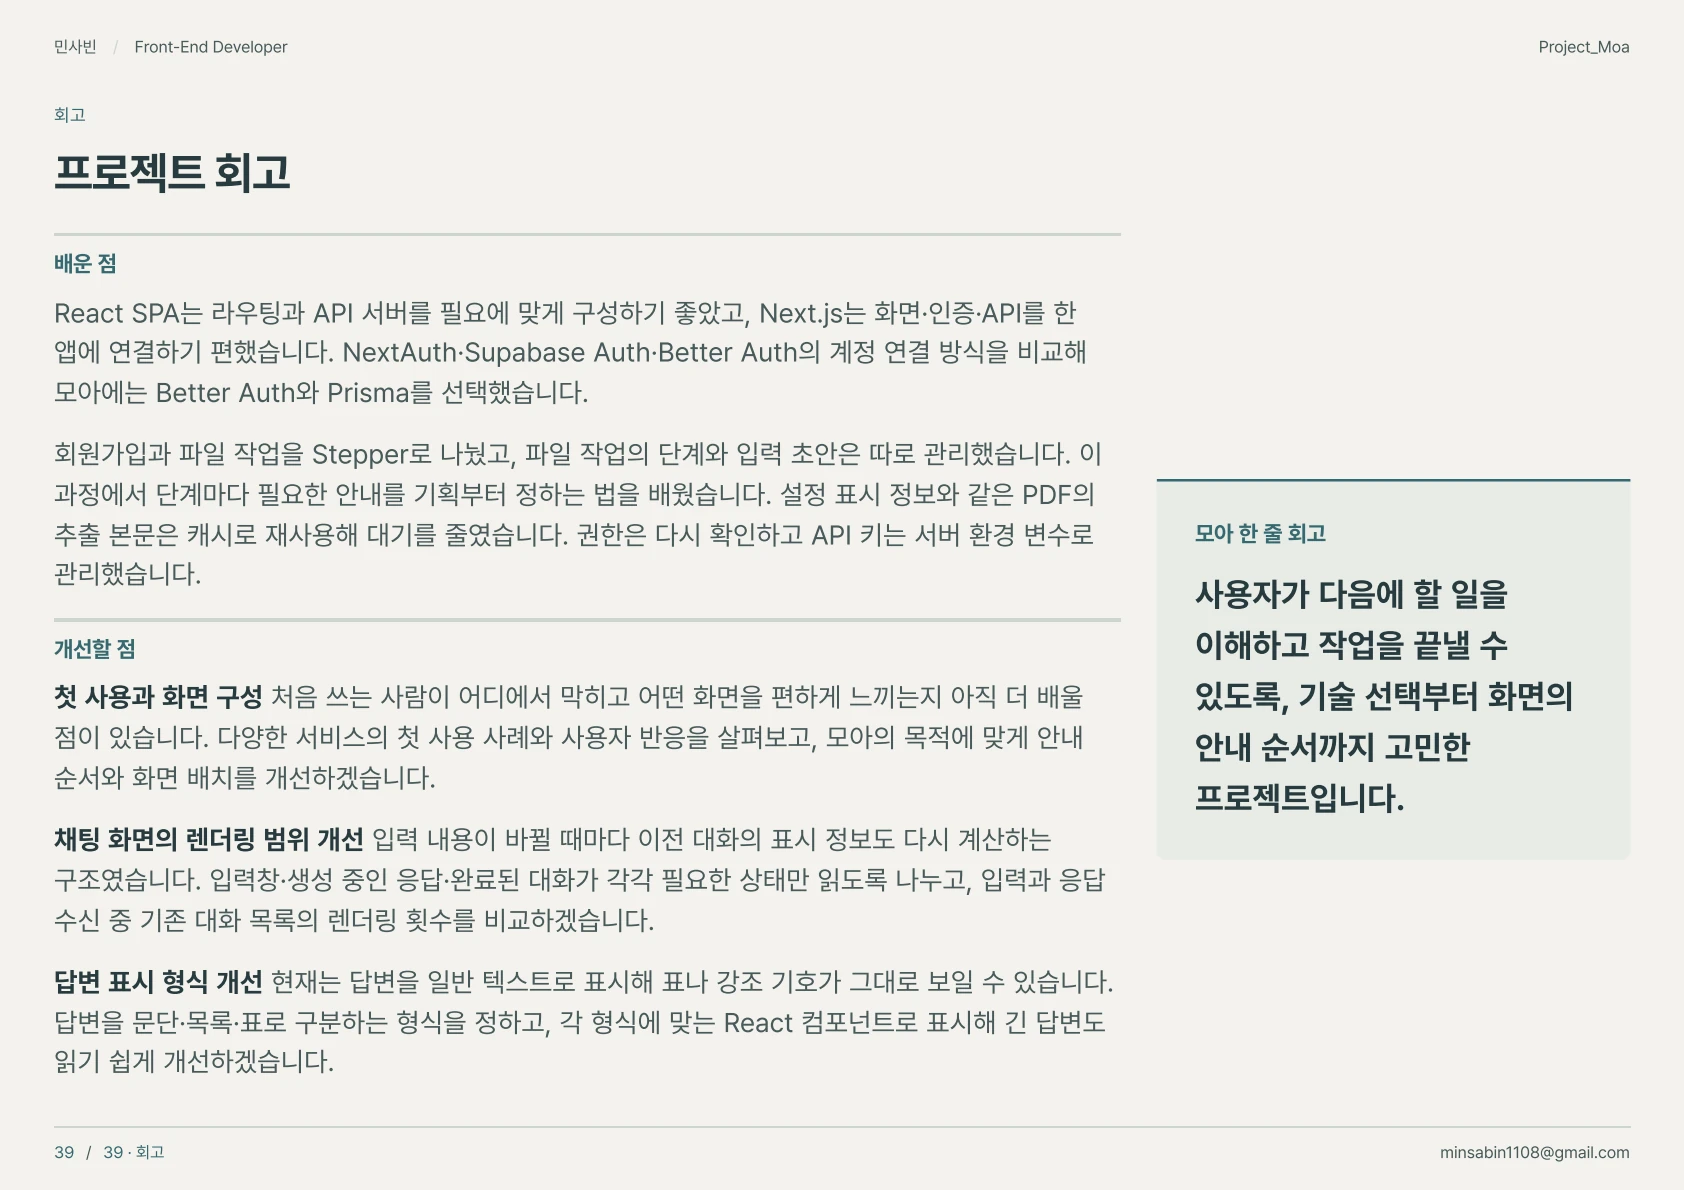 민사빈 / Front-End Developer
Project_Moa
회고
프로젝트 회고
배운 점
React SPA는 라우팅과 API 서버를 필요에 맞게 구성하기 좋았고, Next.js는 화면·인증·API를 한
앱에 연결하기 편했습니다. NextAuth·Supabase Auth·Better Auth의 계정 연결 방식을 비교해
모아에는 Better Auth와 Prisma를 선택했습니다.
회원가입과 파일 작업을 Stepper로 나눴고, 파일 작업의 단계와 입력 초안은 따로 관리했습니다. 이
과정에서 단계마다 필요한 안내를 기획부터 정하는 법을 배웠습니다. 설정 표시 정보와 같은 PDF의
추출 본문은 캐시로 재사용해 대기를 줄였습니다. 권한은 다시 확인하고 API 키는 서버 환경 변수로
관리했습니다.
개선할 점
첫 사용과 화면 구성 처음 쓰는 사람이 어디에서 막히고 어떤 화면을 편하게 느끼는지 아직 더 배울
점이 있습니다. 다양한 서비스의 첫 사용 사례와 사용자 반응을 살펴보고, 모아의 목적에 맞게 안내
순서와 화면 배치를 개선하겠습니다.
채팅 화면의 렌더링 범위 개선 입력 내용이 바뀔 때마다 이전 대화의 표시 정보도 다시 계산하는
구조였습니다. 입력창·생성 중인 응답·완료된 대화가 각각 필요한 상태만 읽도록 나누고, 입력과 응답
수신 중 기존 대화 목록의 렌더링 횟수를 비교하겠습니다.
답변 표시 형식 개선 현재는 답변을 일반 텍스트로 표시해 표나 강조 기호가 그대로 보일 수 있습니다.
답변을 문단·목록·표로 구분하는 형식을 정하고, 각 형식에 맞는 React 컴포넌트로 표시해 긴 답변도
읽기 쉽게 개선하겠습니다.
모아 한 줄 회고
사용자가 다음에 할 일을
이해하고 작업을 끝낼 수
있도록, 기술 선택부터 화면의
안내 순서까지 고민한
프로젝트입니다.
39 / 39 · 회고
minsabin1108@gmail.com